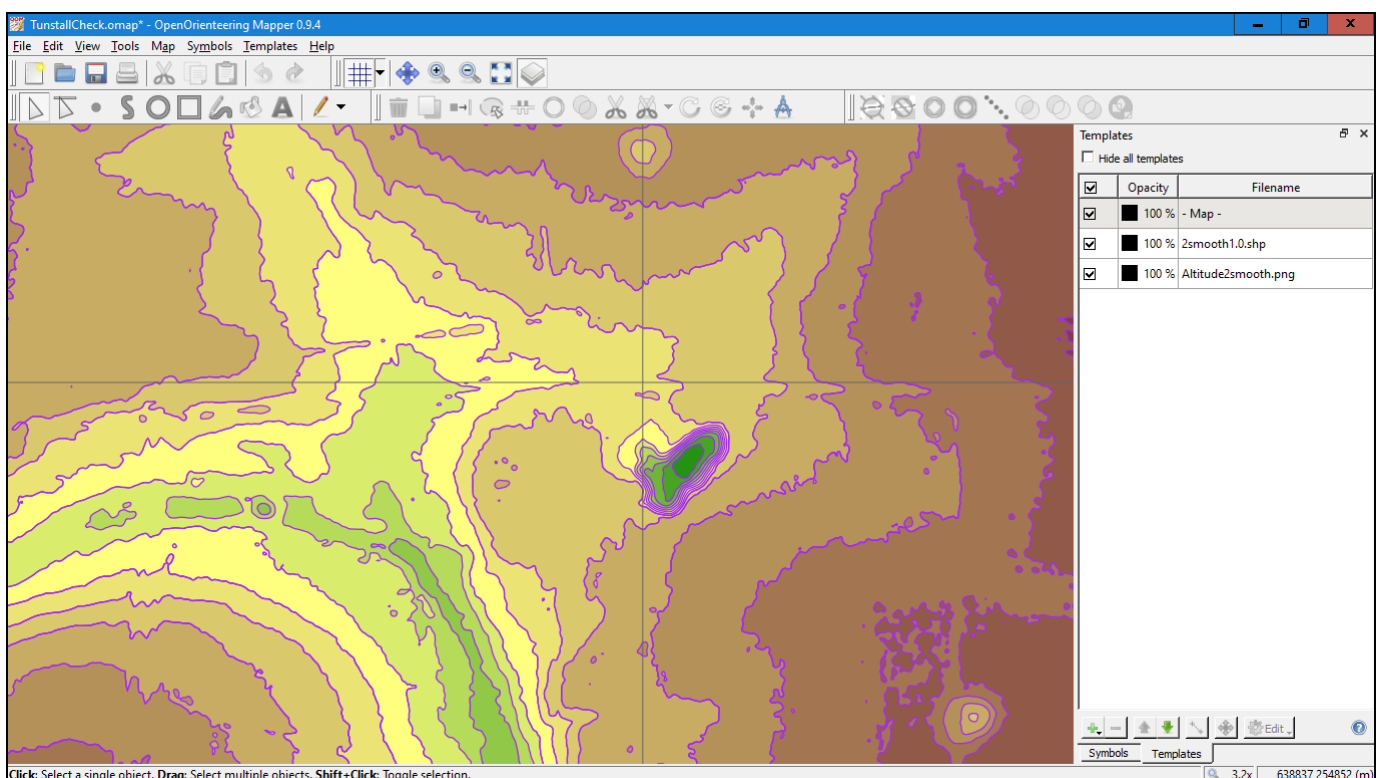 TunstallCheck.omap* - OpenOrienteering Mapper 0.9.4
File Edit View Tools Map Symbols Templates Help
Templates
Hide all templates
Opacity Filename
100 % - Map -
100 % 2smooth1.0.shp
100 % Altitude2smooth.png
Edit
Symbols Templates
Click: Select a single object. Drag: Select multiple objects. Shift+Click: Toggle selection. 3.2x 638837 254852 (m)